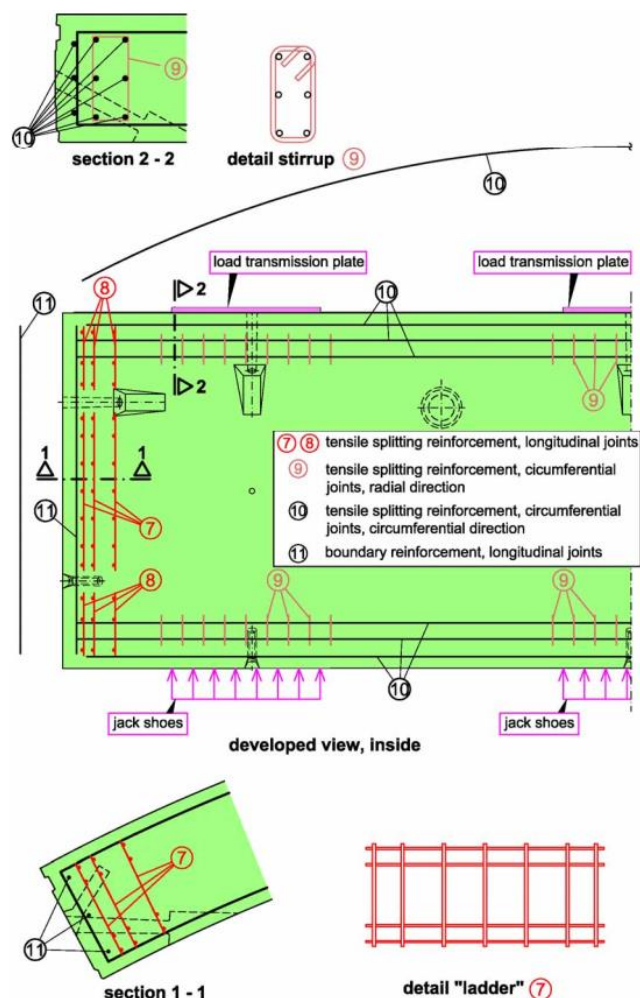 9
10
section 2 - 2
detail stirrup 9
10
load transmission plate
load transmission plate
11
8
2
10
2
9
1
1
7 8 tensile splitting reinforcement, longitudinal joints
9 tensile splitting reinforcement, cicumferential
joints, radial direction
10 tensile splitting reinforcement, circumferential
joints, circumferential direction
11 boundary reinforcement, longitudinal joints
11
7
8
9
9
10
jack shoes
jack shoes
developed view, inside
7
11
section 1 - 1
detail "ladder" 7